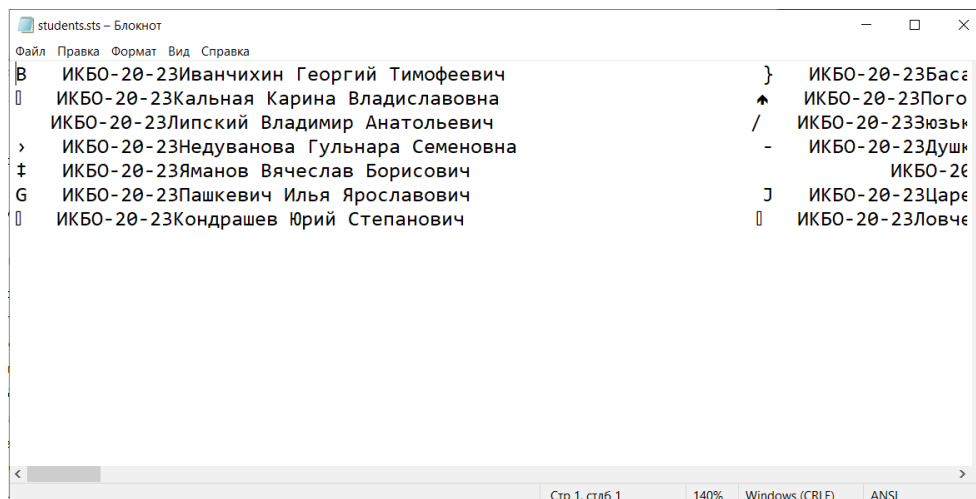 students.sts – Блокнот
Файл Правка Формат Вид Справка
B ИКБО-20-23Иванчихин Георгий Тимофеевич } ИКБО-20-23Баса
ИКБО-20-23Кальная Карина Владиславовна ♠ ИКБО-20-23Пого
ИКБО-20-23Липский Владимир Анатольевич / ИКБО-20-23Зюзьк
› ИКБО-20-23Недуванова Гульнара Семеновна - ИКБО-20-23Душк
‡ ИКБО-20-23Яманов Вячеслав Борисович ИКБО-20
G ИКБО-20-23Пашкевич Илья Ярославович J ИКБО-20-23Царе
ИКБО-20-23Кондрашев Юрий Степанович ИКБО-20-23Ловче
Стр 1, стлб 1 140% Windows (CRLF) ANSI